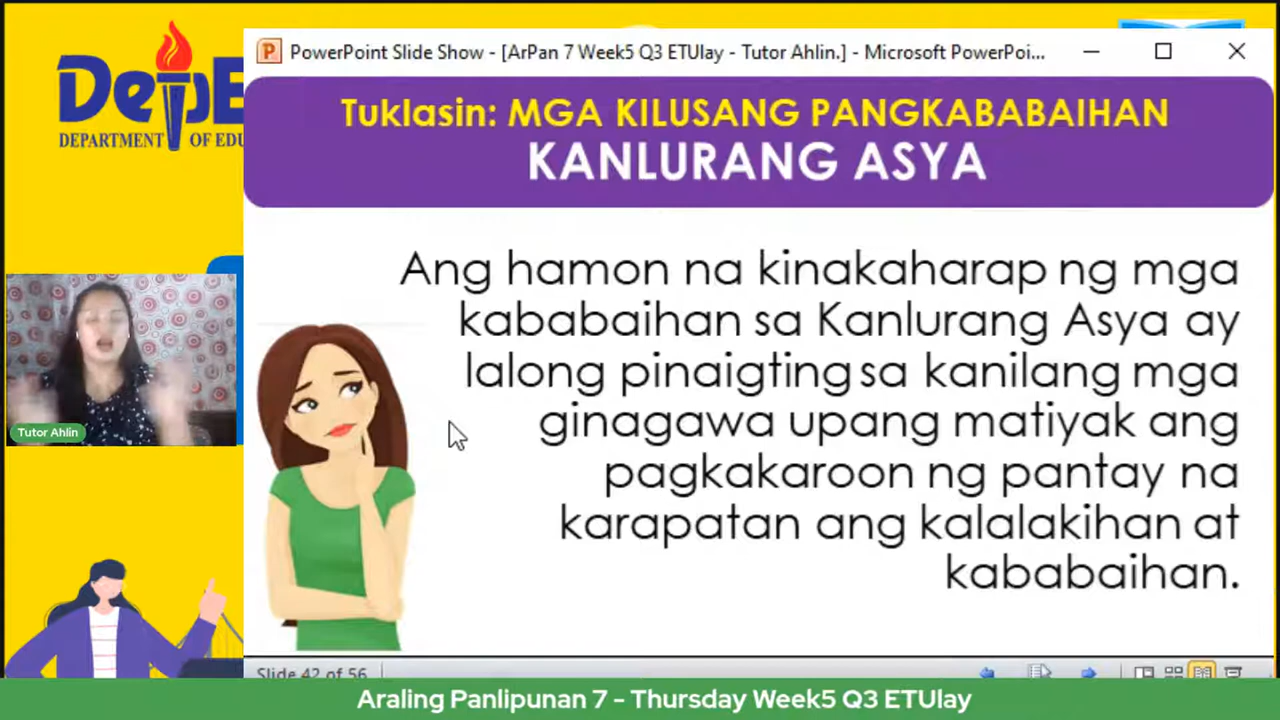 DepE
DEPARTMENT OF EDU
PowerPoint Slide Show - [ArPan 7 Week5 Q3 ETUlay - Tutor Ahlin.] - Microsoft PowerPoi...
Tuklasin: MGA KILUSANG PANGKABABAIHAN
KANLURANG ASYA
Ang hamon na kinakaharap ng mga
kababaihan sa Kanlurang Asya ay
lalong pinaigting sa kanilang mga
ginagawa upang matiyak ang
pagkakaroon ng pantay na
karapatan ang kalalakihan at
kababaihan.
Tutor Ahlin
Slide 42 of 56
Araling Panlipunan 7 - Thursday Week5 Q3 ETUlay